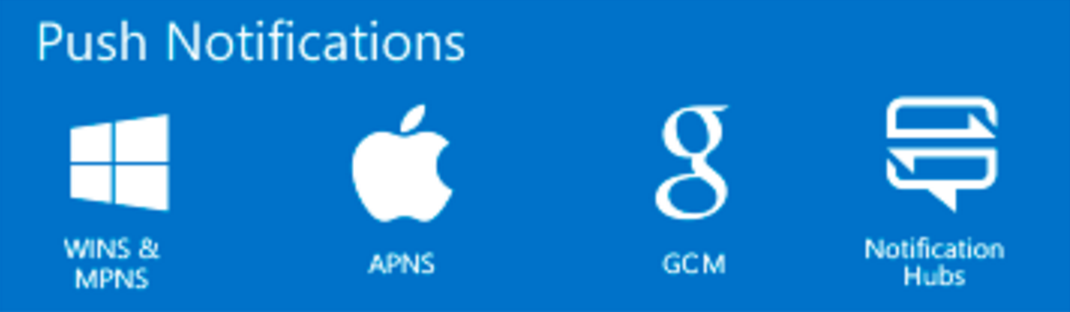 Push Notifications
WINS &
MPNS
APNS
GCM
Notification
Hubs